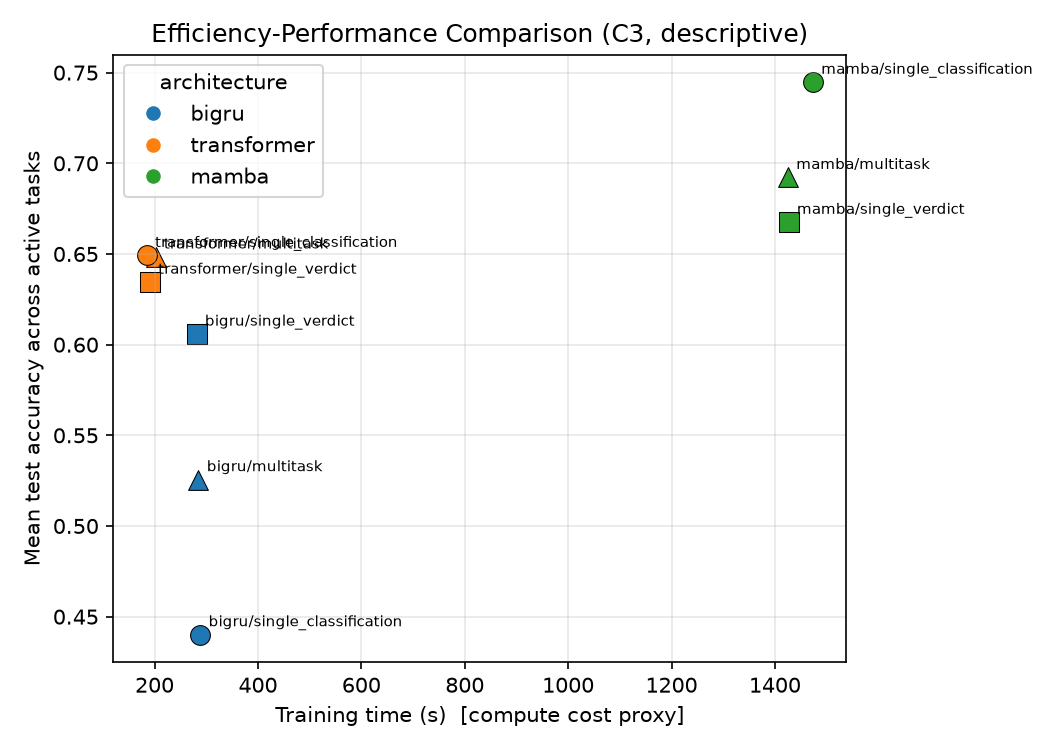 Efficiency-Performance Comparison (C3, descriptive)
Mean test accuracy across active tasks
0.75
0.70
0.65
0.60
0.55
0.50
0.45
architecture
bigru
transformer
mamba
mamba/single_classification
mamba/multitask
mamba/single_verdict
transformer/single_classification
transformer/multitask
transformer/single_verdict
bigru/single_verdict
bigru/multitask
bigru/single_classification
200 400 600 800 1000 1200 1400
Training time (s) [compute cost proxy]